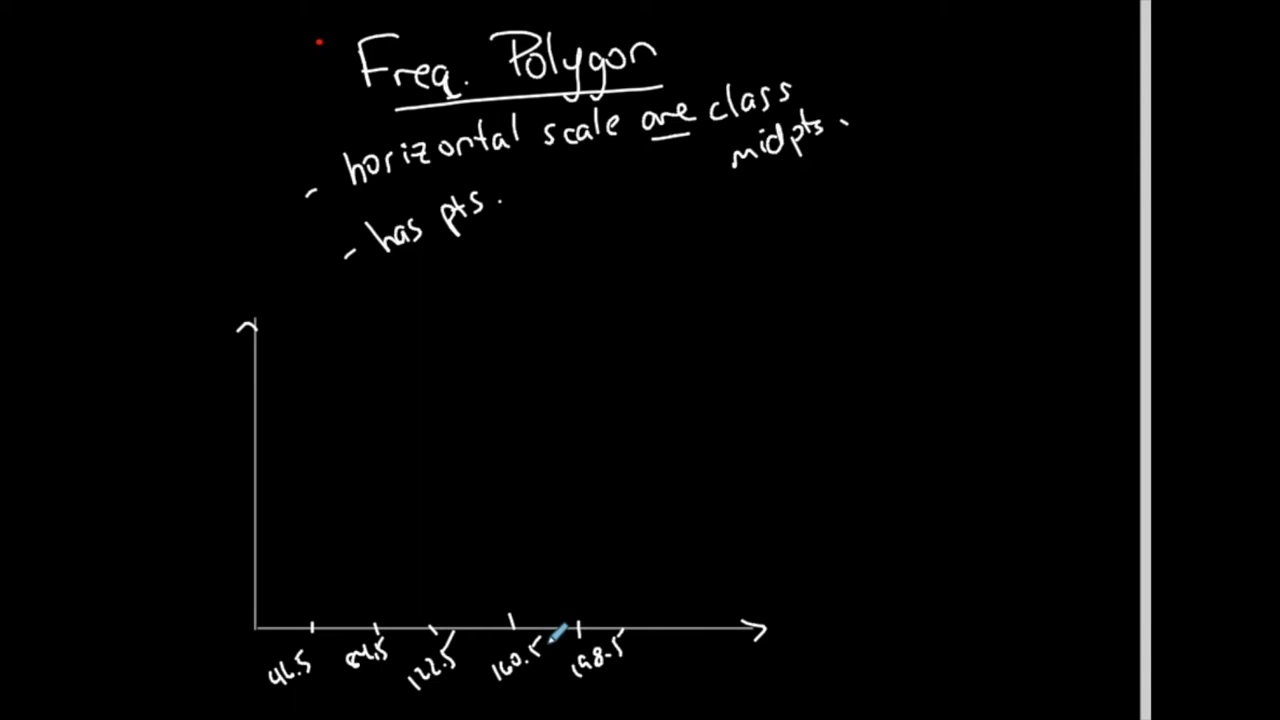 Freq. Polygon
- horizontal scale are class
midpts.
- has pts.
46.5 84.5 122.5 160.5 198.5